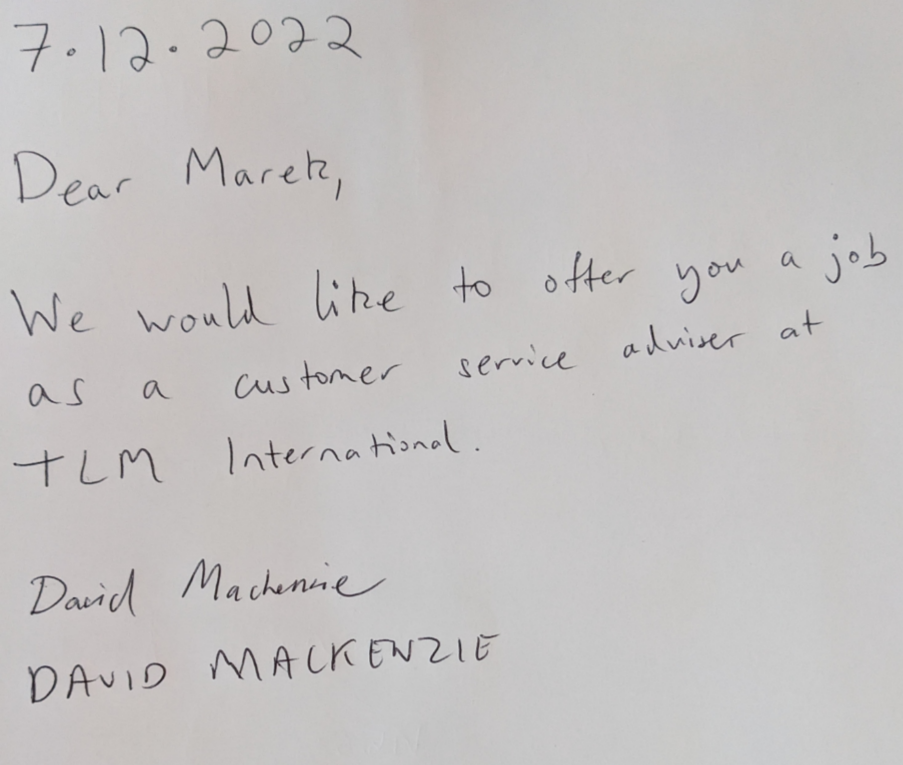 7.12.2022
Dear Marek,
We would like to offer you a job
as a customer service adviser at
TLM International.
David Mackenzie
DAVID MACKENZIE